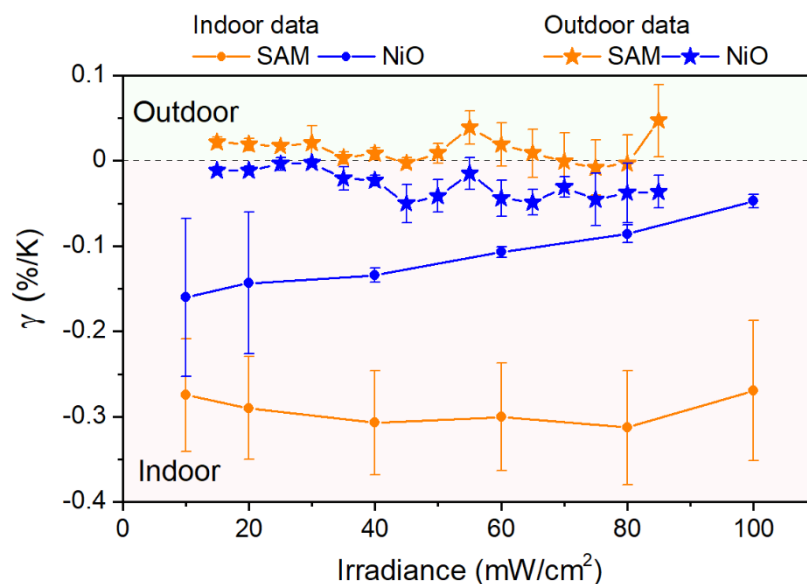 Indoor data Outdoor data
SAM NiO SAM NiO
0.1
Outdoor
0
-0.1
-0.2
-0.3
Indoor
-0.4
0 20 40 60 80 100
γ (%/K)
Irradiance (mW/cm²)